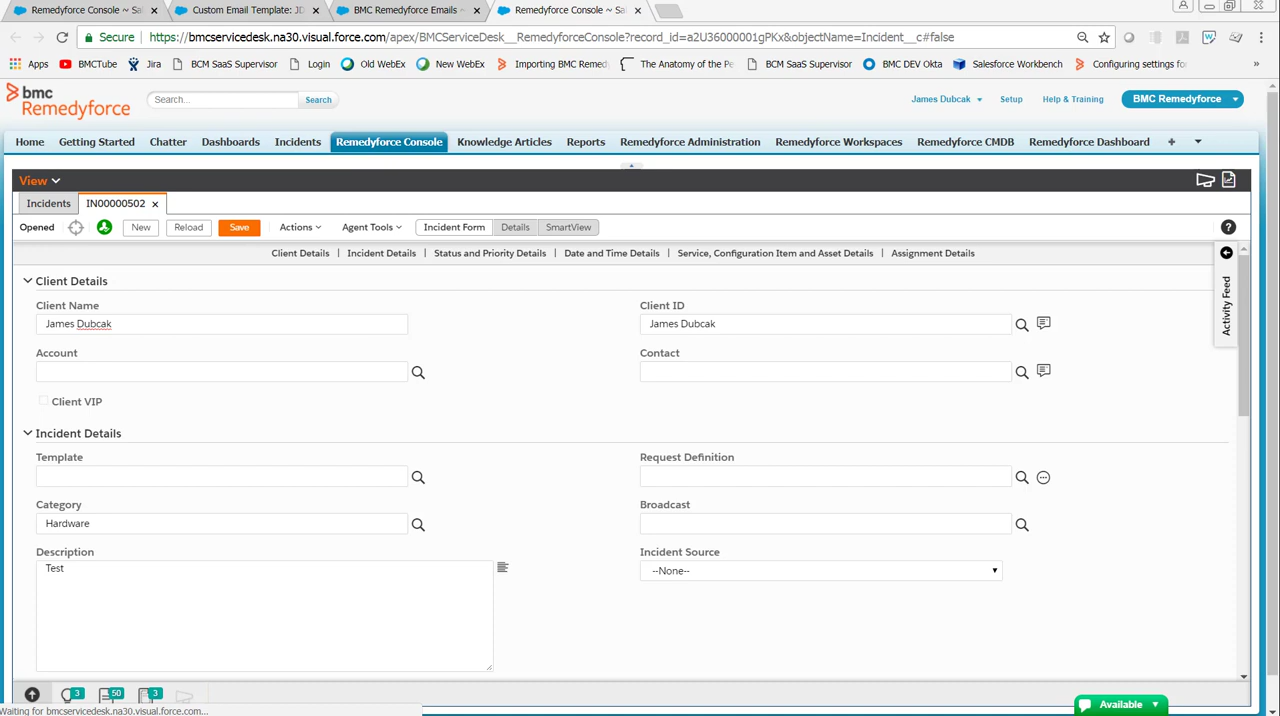 Remedyforce Console ~ Sal
Custom Email Template: JD
BMC Remedyforce Emails ~
Remedyforce Console ~ Sal
Secure
https://bmcservicedesk.na30.visual.force.com/apex/BMCServiceDesk__RemedyforceConsole?record_id=a2U36000001gPKx&objectName=Incident__c#false
Apps
BMCTube
Jira
BCM SaaS Supervisor
Login
Old WebEx
New WebEx
Importing BMC Remed
The Anatomy of the Pe
BCM SaaS Supervisor
BMC DEV Okta
Salesforce Workbench
Configuring settings fo
»
bmc
Remedyforce
Search...
Search
James Dubcak
Setup
Help & Training
BMC Remedyforce
Home
Getting Started
Chatter
Dashboards
Incidents
Remedyforce Console
Knowledge Articles
Reports
Remedyforce Administration
Remedyforce Workspaces
Remedyforce CMDB
Remedyforce Dashboard
+
View
Incidents
IN00000502
Opened
New
Reload
Save
Actions
Agent Tools
Incident Form
Details
SmartView
Client Details
Incident Details
Status and Priority Details
Date and Time Details
Service, Configuration Item and Asset Details
Assignment Details
Activity Feed
Client Details
Client Name
Client ID
James Dubcak
James Dubcak
Account
Contact
Client VIP
Incident Details
Template
Request Definition
Category
Broadcast
Hardware
Description
Incident Source
Test
--None--
3
50
3
Available
Waiting for bmcservicedesk.na30.visual.force.com...